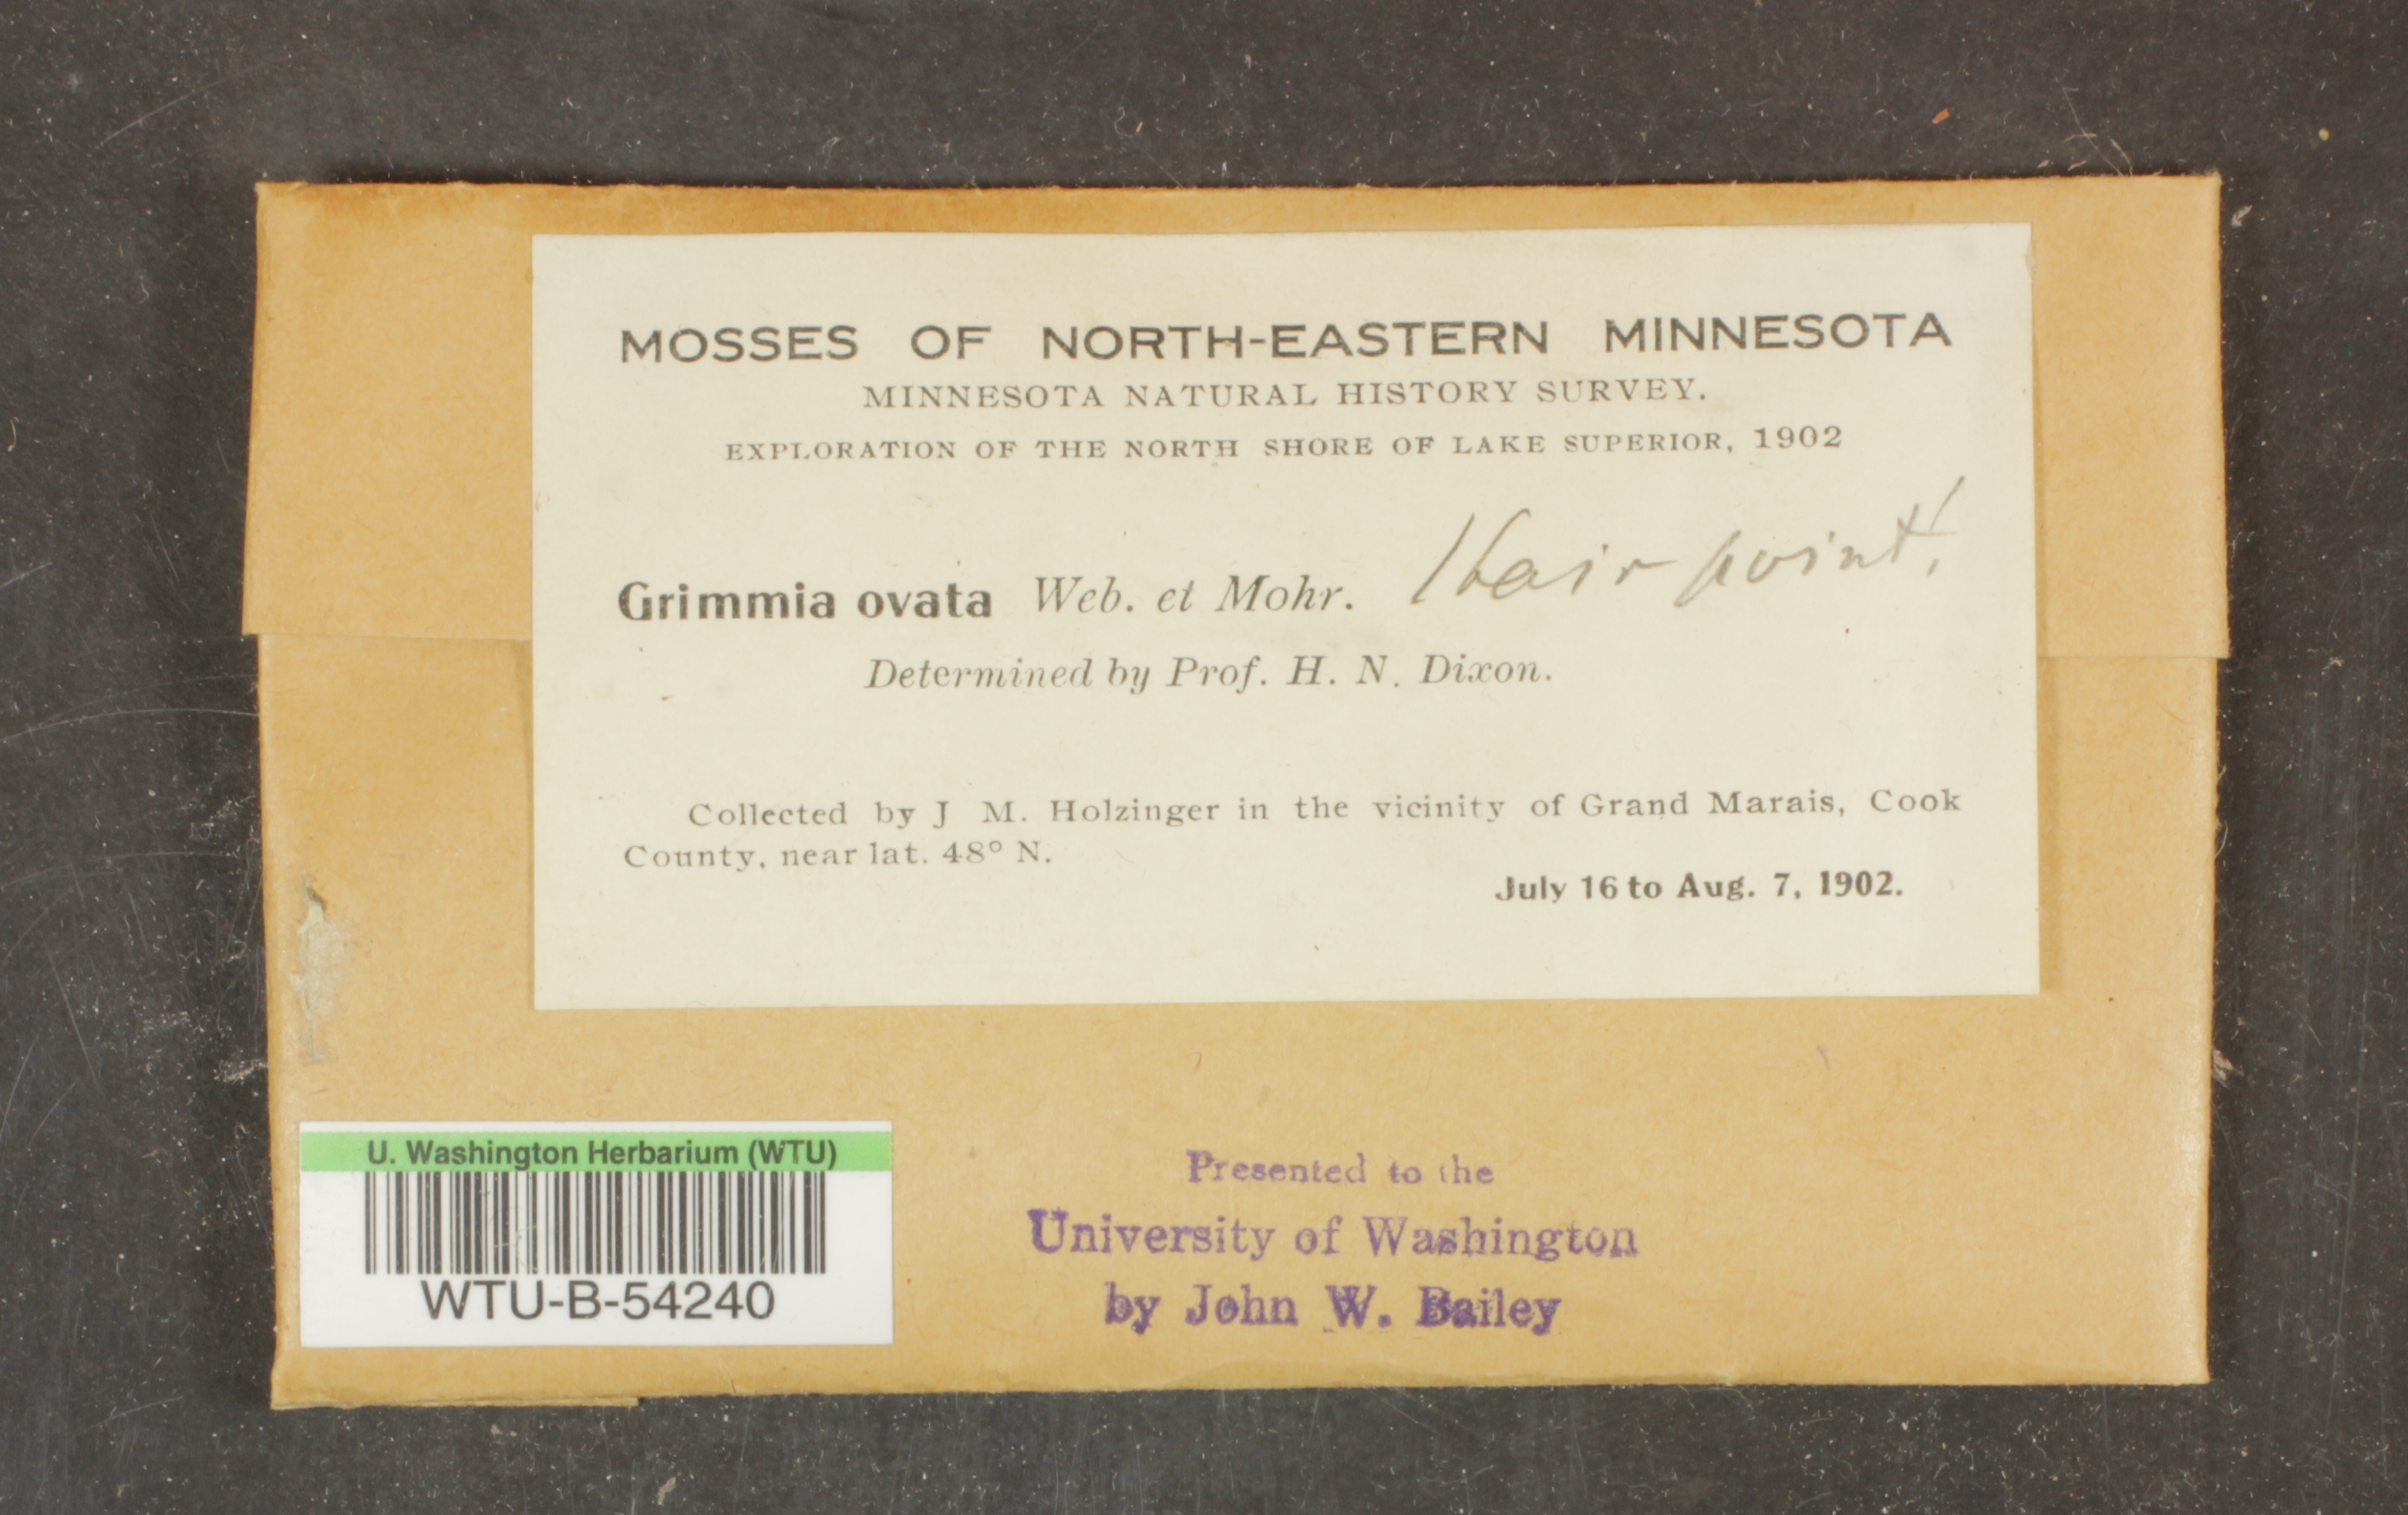 MOSSES OF NORTH-EASTERN MINNESOTA
MINNESOTA NATURAL HISTORY SURVEY.
EXPLORATION OF THE NORTH SHORE OF LAKE SUPERIOR, 1902
Grimmia ovata Web. et Mohr. Hair point!
Determined by Prof. H. N. Dixon.
Collected by J M. Holzinger in the vicinity of Grand Marais, Cook
County, near lat. 48° N.
July 16 to Aug. 7, 1902.
U. Washington Herbarium (WTU)
WTU-B-54240
Presented to the
University of Washington
by John W. Bailey